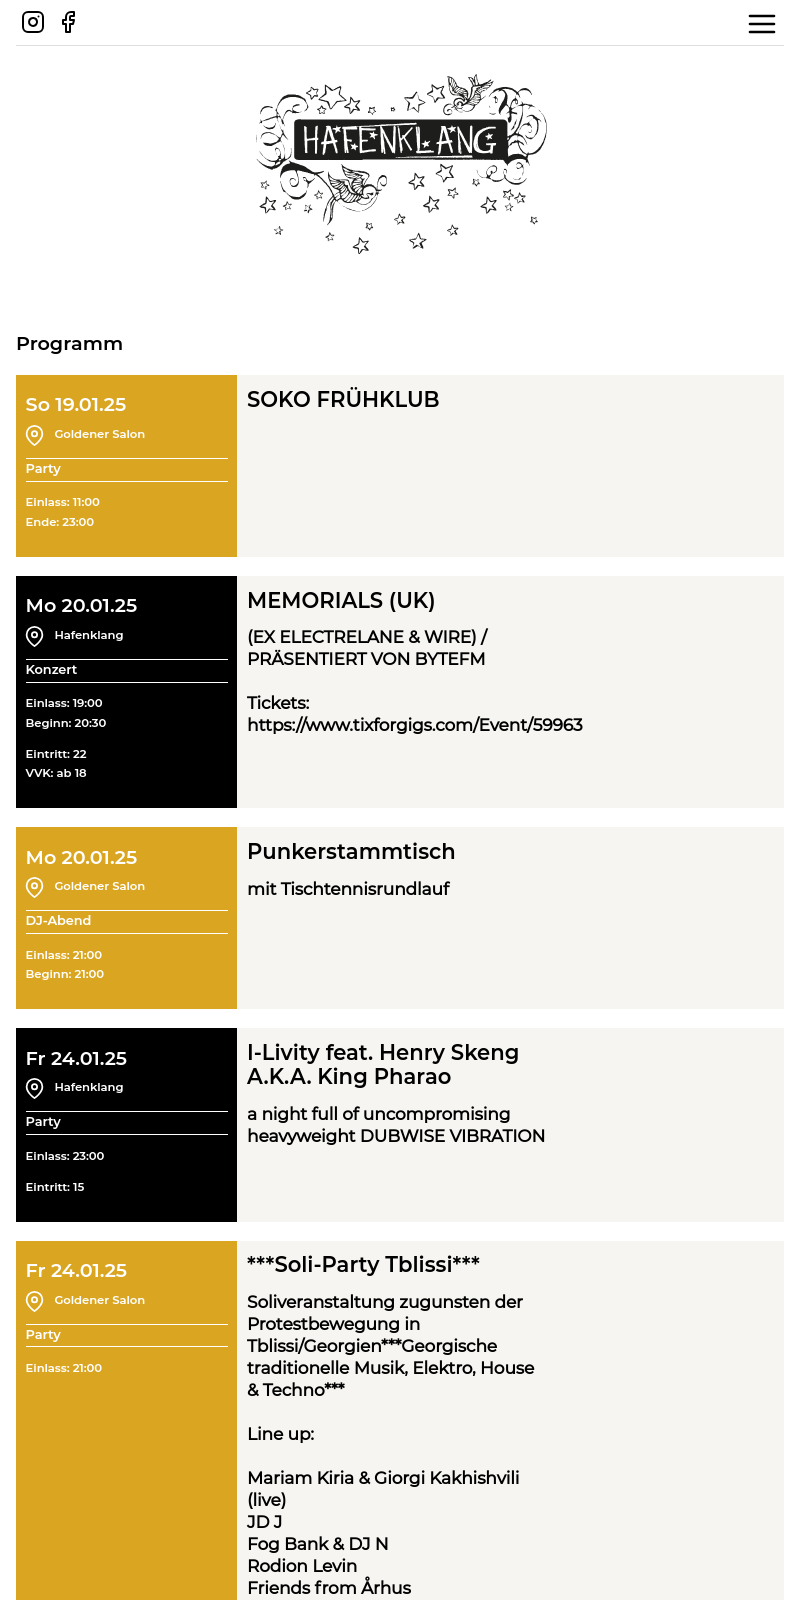 HAFENKLANG
Programm
So 19.01.25
Goldener Salon
Party
Einlass: 11:00
Ende: 23:00
SOKO FRÜHKLUB
Mo 20.01.25
Hafenklang
Konzert
Einlass: 19:00
Beginn: 20:30
Eintritt: 22
VVK: ab 18
MEMORIALS (UK)
(EX ELECTRELANE & WIRE) /
PRÄSENTIERT VON BYTEFM
Tickets:
https://www.tixforgigs.com/Event/59963
Mo 20.01.25
Goldener Salon
DJ-Abend
Einlass: 21:00
Beginn: 21:00
Punkerstammtisch
mit Tischtennisrundlauf
Fr 24.01.25
Hafenklang
Party
Einlass: 23:00
Eintritt: 15
I-Livity feat. Henry Skeng
A.K.A. King Pharao
a night full of uncompromising
heavyweight DUBWISE VIBRATION
Fr 24.01.25
Goldener Salon
Party
Einlass: 21:00
***Soli-Party Tblissi***
Soliveranstaltung zugunsten der
Protestbewegung in
Tblissi/Georgien***Georgische
traditionelle Musik, Elektro, House
& Techno***
Line up:
Mariam Kiria & Giorgi Kakhishvili
(live)
JD J
Fog Bank & DJ N
Rodion Levin
Friends from Århus